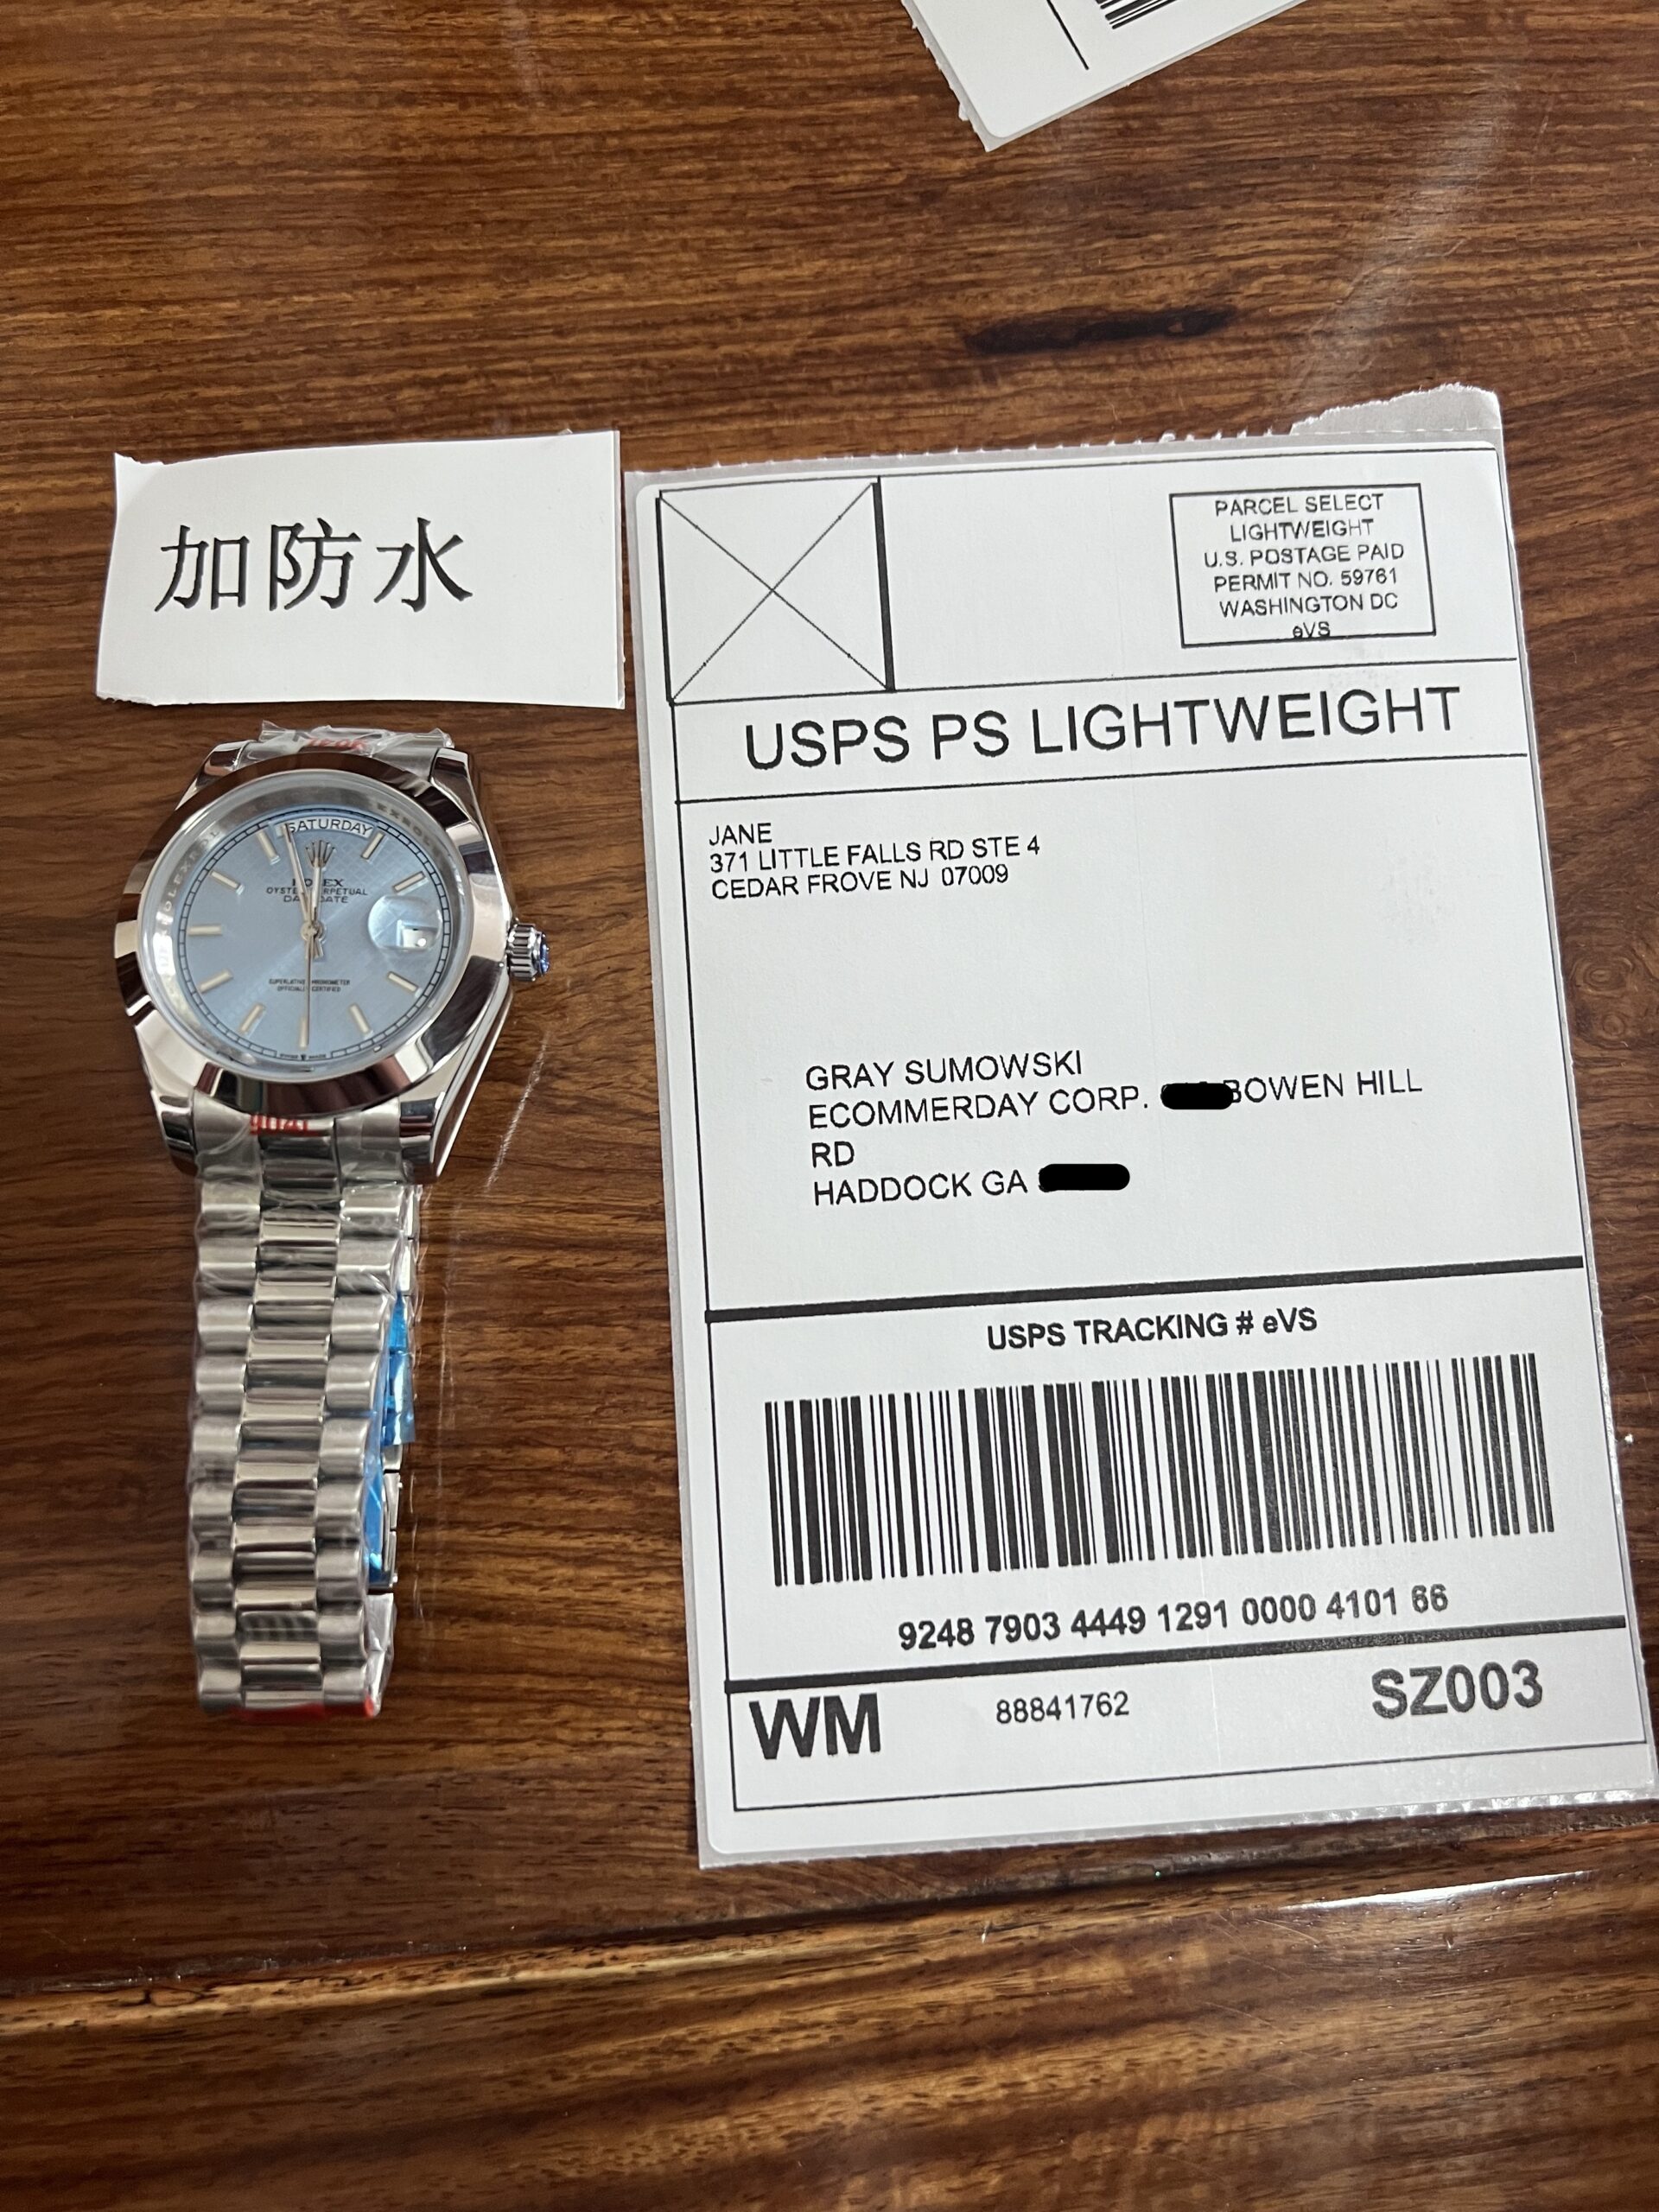 加防水
SATURDAY
ROLEX
OYSTER PERPETUAL
SUPERLATIVE CHRONOMETER
OFFICIALLY CERTIFIED
PARCEL SELECT
LIGHTWEIGHT
U.S. POSTAGE PAID
PERMIT NO. 59761
WASHINGTON DC
eVS
USPS PS LIGHTWEIGHT
JANE
371 LITTLE FALLS RD STE 4
CEDAR FROVE NJ 07009
GRAY SUMOWSKI
ECOMMERDAY CORP. BOWEN HILL
RD
HADDOCK GA
USPS TRACKING # eVS
9248 7903 4449 1291 0000 4101 66
WM
88841762
SZ003